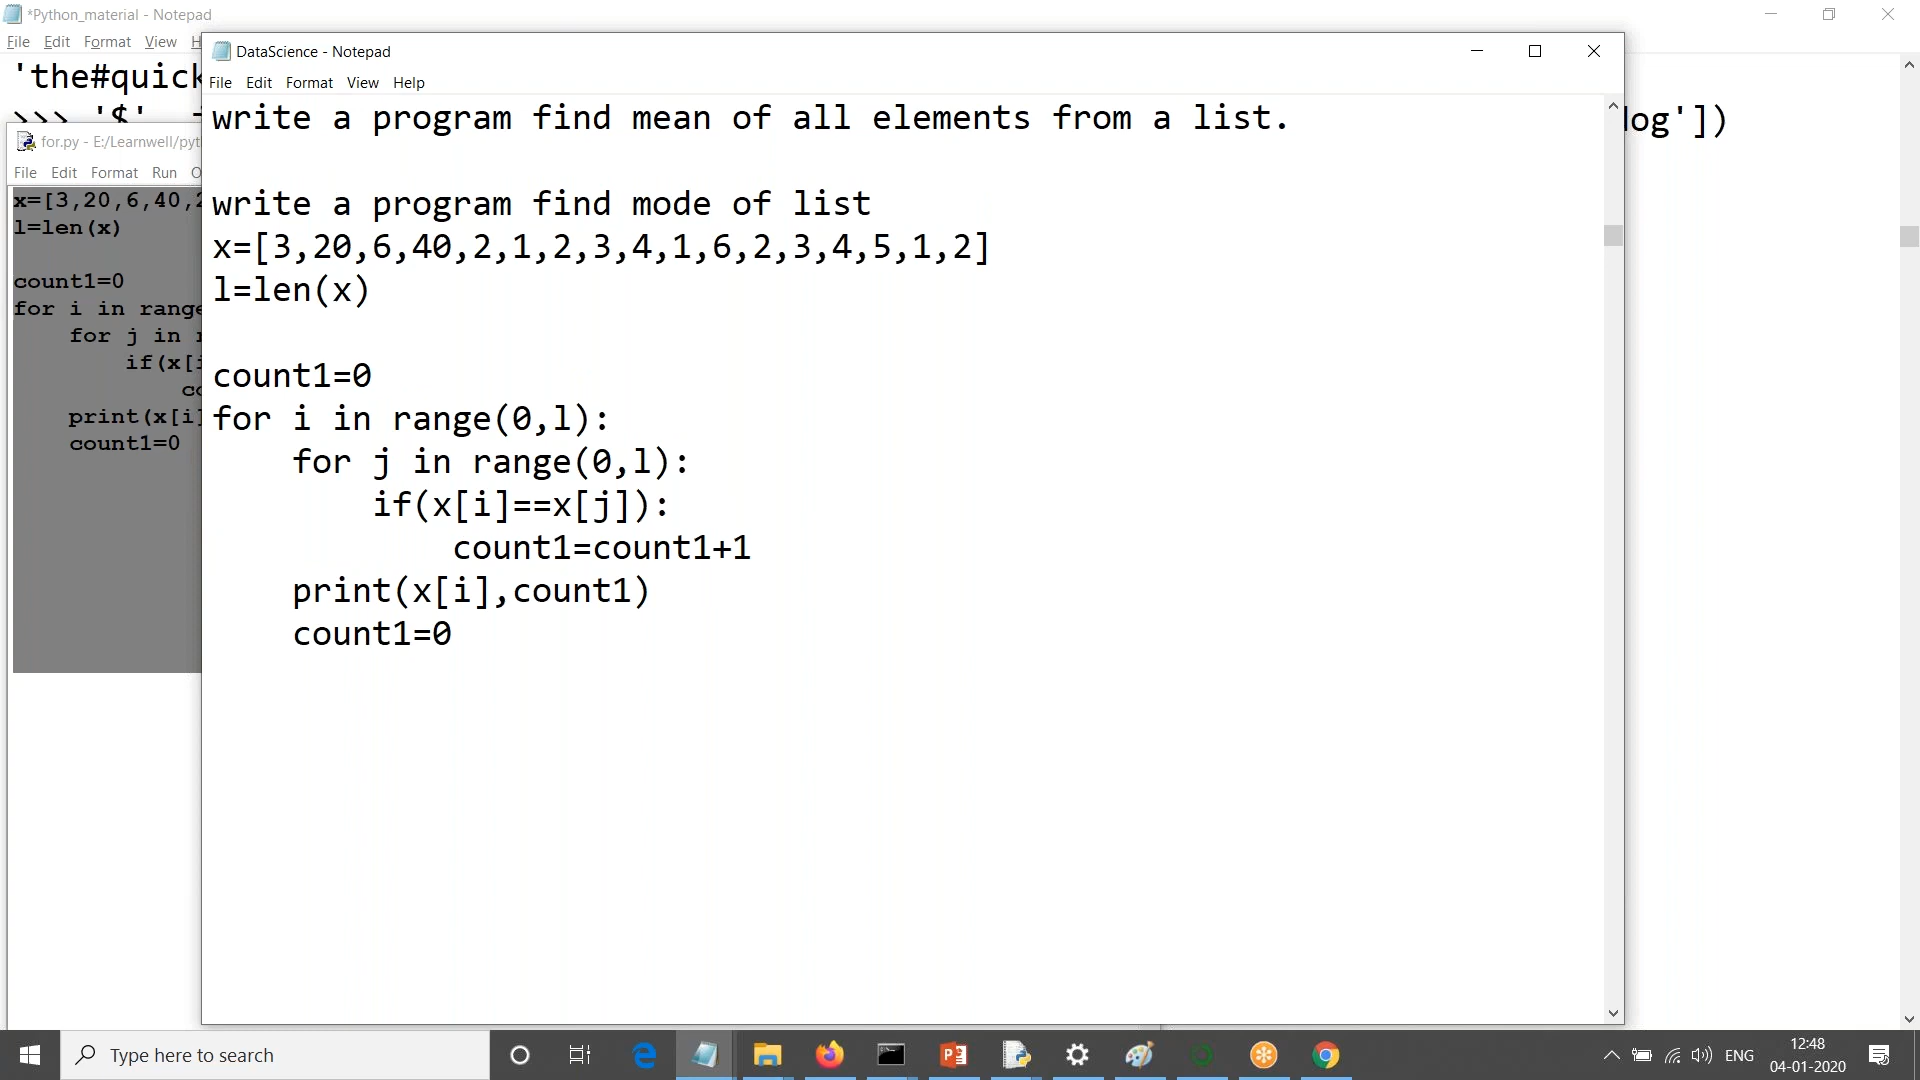 *Python_material - Notepad
File Edit Format View H
'the#quick
>>> '$'
log'])
for.py - E:/Learnwell/pyt
File Edit Format Run O
x=[3,20,6,40,2
l=len(x)
count1=0
for i in range
for j in r
if(x[i
co
print(x[i]
count1=0
DataScience - Notepad
File Edit Format View Help
write a program find mean of all elements from a list.
write a program find mode of list
x=[3,20,6,40,2,1,2,3,4,1,6,2,3,4,5,1,2]
l=len(x)
count1=0
for i in range(0,l):
for j in range(0,l):
if(x[i]==x[j]):
count1=count1+1
print(x[i],count1)
count1=0
Type here to search
ENG
12:48
04-01-2020